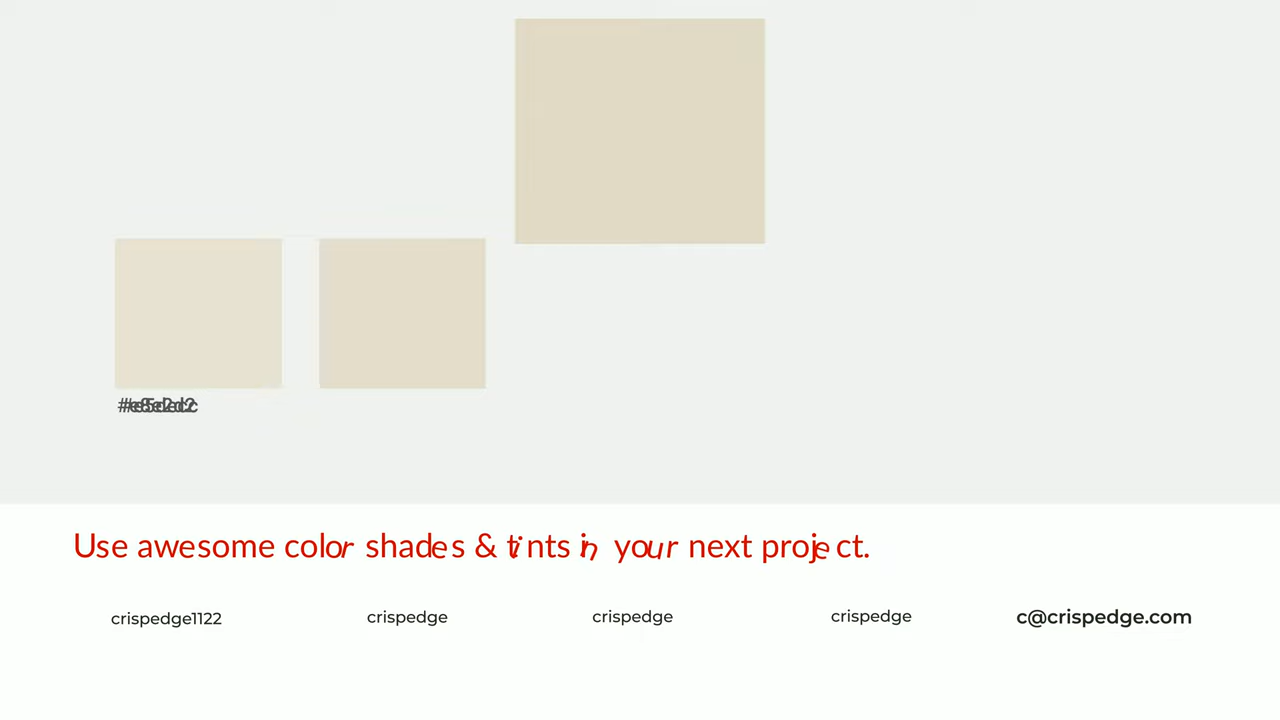 Use awesome color shades & tints in your next project.
crispedge1122 crispedge crispedge crispedge c@crispedge.com